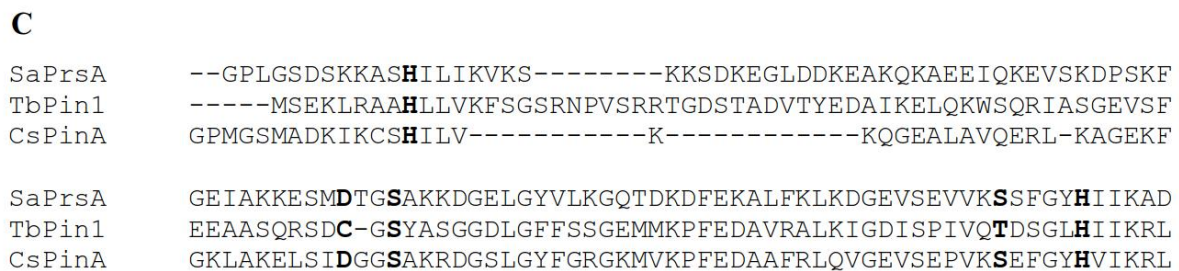 C
SaPrsA --GPLGSDSKKASHILIKVKS--------KKSDKEGLDDKEAKQKAEEIQKEVSKDPSKF
TbPin1 -----MSEKLRAAHLLVKFSGSRNPVSRRTGDSTADVTYEDAIKELQKWSQRIASGEVSF
CsPinA GPMGSMADKIKCSHILV-----------K------------KQGEALAVQERL-KAGEKF
SaPrsA GEIAKKESMDTGSAKKDGELGYVLKGQTDKDFEKALFKLKDGEVSEVVKSSFGYHIIKAD
TbPin1 EEAASQRSDC-GSYASGGDLGFFSSGEMMKPFEDAVRALKIGDISPIVQTDSGLHIIKRL
CsPinA GKLAKELSIDGGSAKRDGSLGYFGRGKMVKPFEDAAFRLQVGEVSEPVKSEFGYHVIKRL